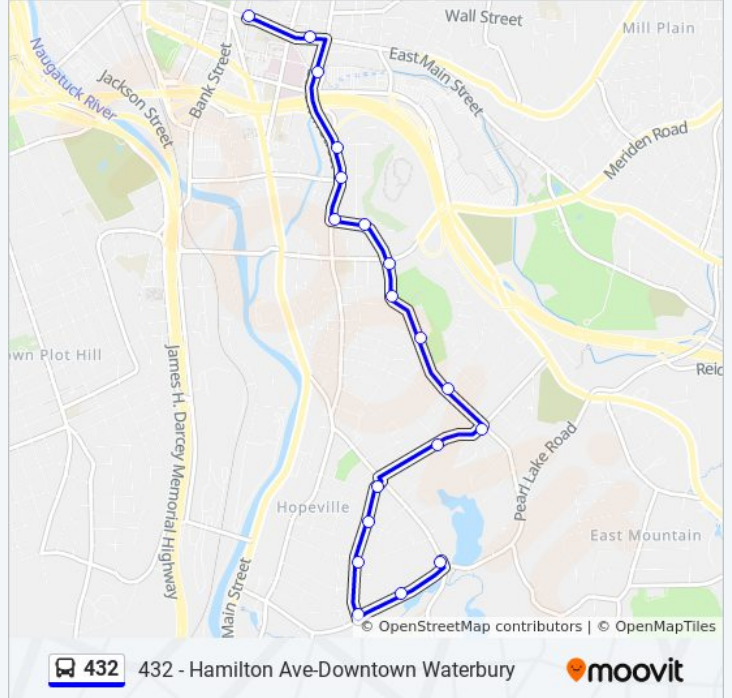 Wall Street
Mill Plain
Naugatuck River
Jackson Street
Bank Street
East Main Street
Meriden Road
own Plot Hill
James H. Darcey Memorial Highway
Reid
Pearl Lake Road
Hopeville
East Mountain
Main Street
© OpenStreetMap contributors | © OpenMapTiles
432
432 - Hamilton Ave-Downtown Waterbury
moovit